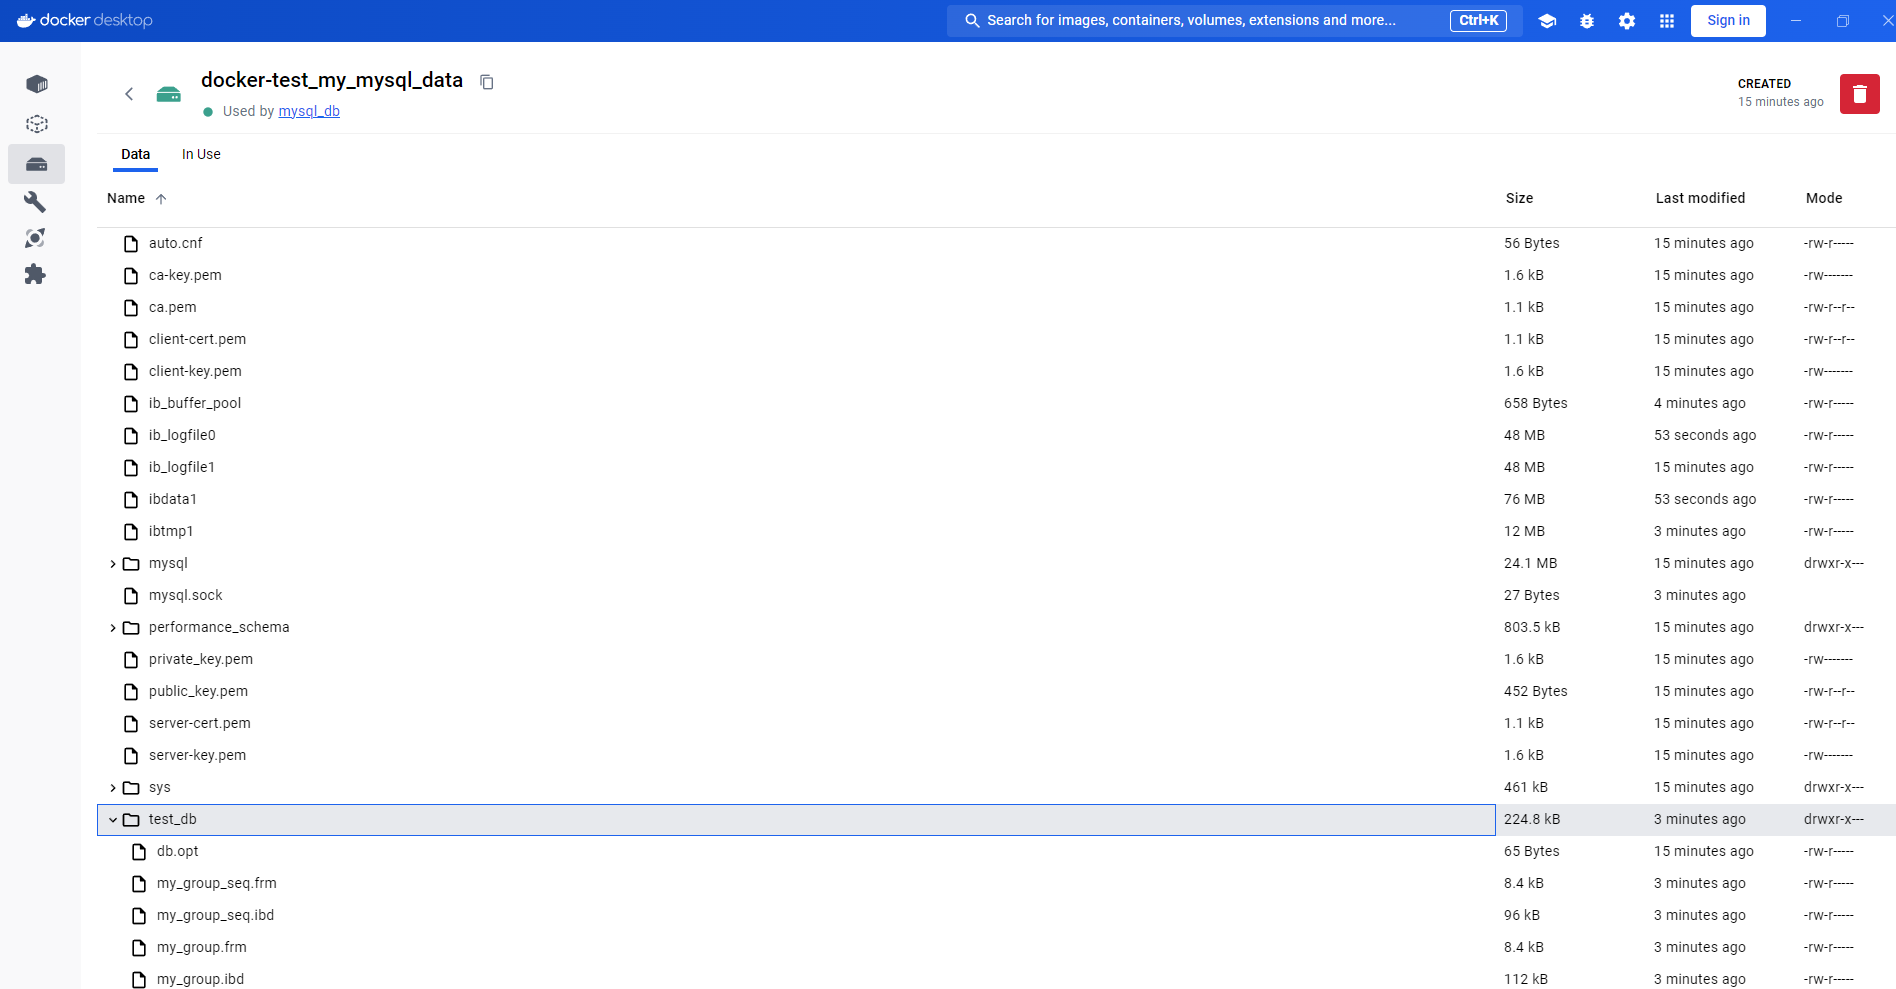 docker desktop
Search for images, containers, volumes, extensions and more... Ctrl+K
Sign in
docker-test_my_mysql_data
Used by mysql_db
CREATED
15 minutes ago
Data In Use
Name Size Last modified Mode
auto.cnf 56 Bytes 15 minutes ago -rw-r-----
ca-key.pem 1.6 kB 15 minutes ago -rw-------
ca.pem 1.1 kB 15 minutes ago -rw-r--r--
client-cert.pem 1.1 kB 15 minutes ago -rw-r--r--
client-key.pem 1.6 kB 15 minutes ago -rw-------
ib_buffer_pool 658 Bytes 4 minutes ago -rw-r-----
ib_logfile0 48 MB 53 seconds ago -rw-r-----
ib_logfile1 48 MB 15 minutes ago -rw-r-----
ibdata1 76 MB 53 seconds ago -rw-r-----
ibtmp1 12 MB 3 minutes ago -rw-r-----
mysql 24.1 MB 15 minutes ago drwxr-x---
mysql.sock 27 Bytes 3 minutes ago
performance_schema 803.5 kB 15 minutes ago drwxr-x---
private_key.pem 1.6 kB 15 minutes ago -rw-------
public_key.pem 452 Bytes 15 minutes ago -rw-r--r--
server-cert.pem 1.1 kB 15 minutes ago -rw-r--r--
server-key.pem 1.6 kB 15 minutes ago -rw-------
sys 461 kB 15 minutes ago drwxr-x---
test_db 224.8 kB 3 minutes ago drwxr-x---
db.opt 65 Bytes 15 minutes ago -rw-r-----
my_group_seq.frm 8.4 kB 3 minutes ago -rw-r-----
my_group_seq.ibd 96 kB 3 minutes ago -rw-r-----
my_group.frm 8.4 kB 3 minutes ago -rw-r-----
my_group.ibd 112 kB 3 minutes ago -rw-r-----